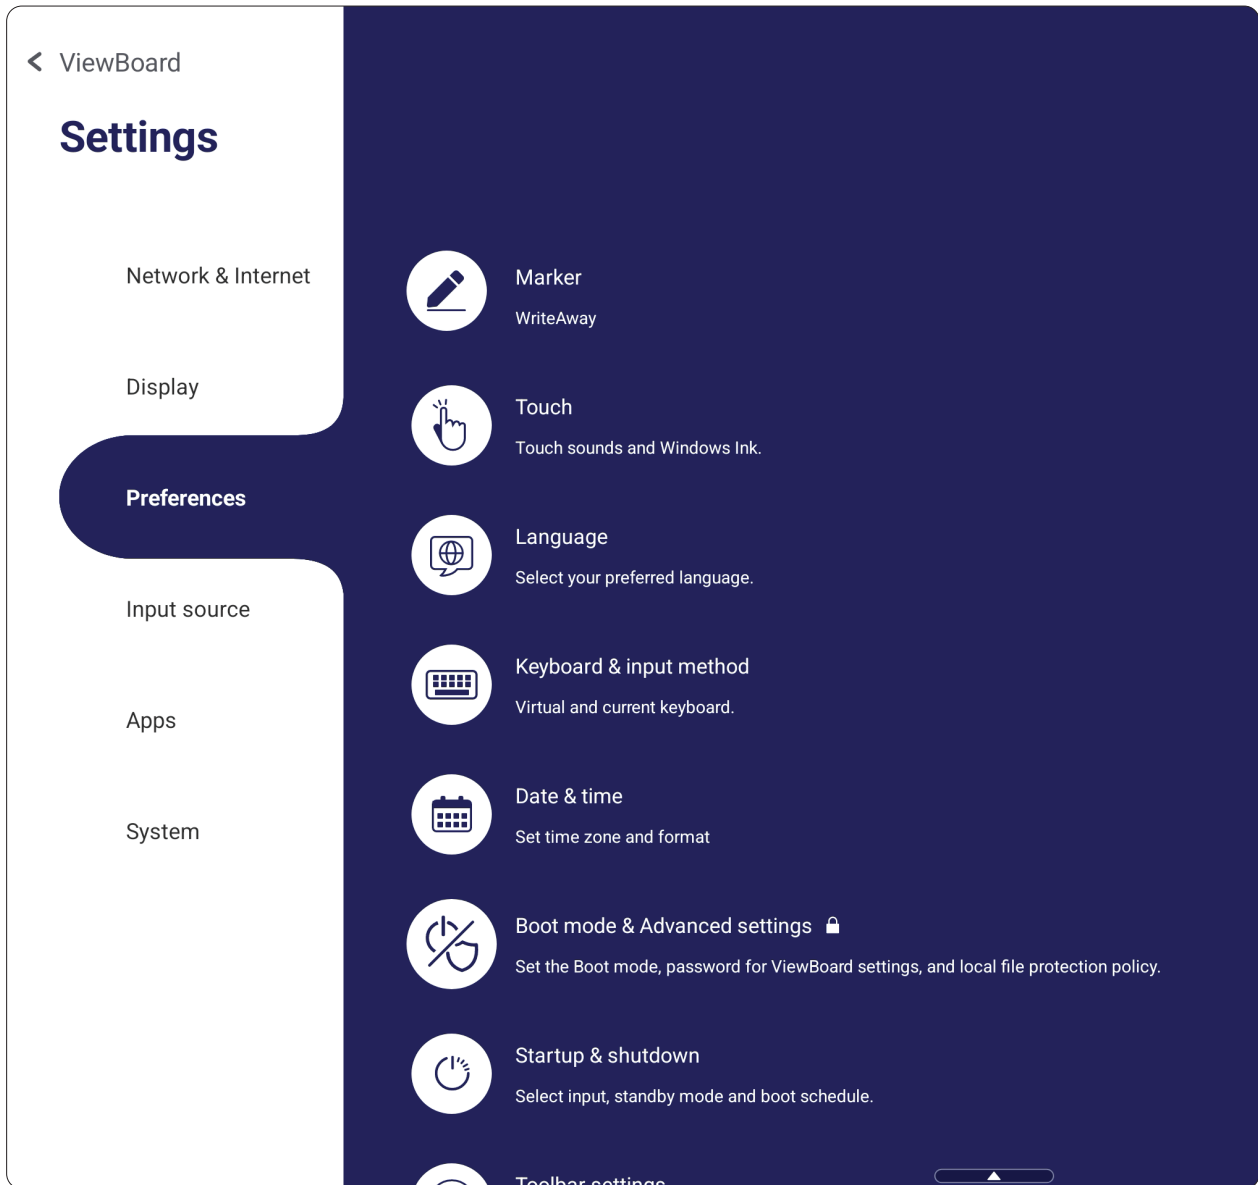 ViewBoard
Settings
Network & Internet
Display
Preferences
Input source
Apps
System
Marker
WriteAway
Touch
Touch sounds and Windows Ink.
Language
Select your preferred language.
Keyboard & input method
Virtual and current keyboard.
Date & time
Set time zone and format
Boot mode & Advanced settings
Set the Boot mode, password for ViewBoard settings, and local file protection policy.
Startup & shutdown
Select input, standby mode and boot schedule.
Toolbar settings